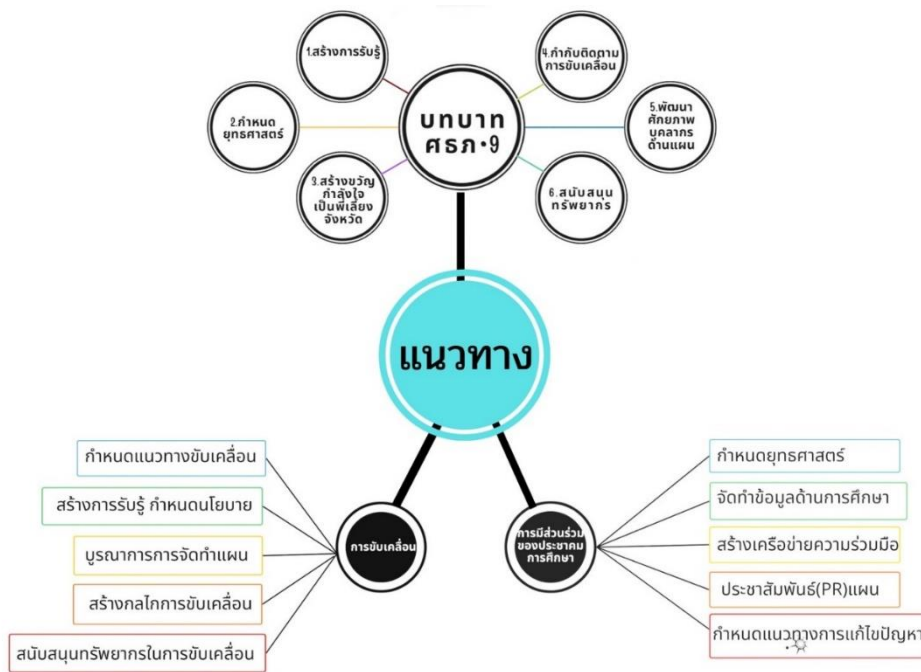 1.สร้างการรับรู้
4.กำกับติดตาม
การขับเคลื่อน
บทบาท
ศธภ.9
2.กำหนด
ยุทธศาสตร์
5.พัฒนา
ศักยภาพ
บุคลากร
ด้านแผน
3.สร้างขวัญ
กำลังใจ
เป็นพี่เลี้ยง
จังหวัด
6.สนับสนุน
ทรัพยากร
แนวทาง
การขับเคลื่อน
กำหนดแนวทางขับเคลื่อน
สร้างการรับรู้ กำหนดนโยบาย
บูรณาการการจัดทำแผน
สร้างกลไกการขับเคลื่อน
สนับสนุนทรัพยากรในการขับเคลื่อน
การมีส่วนร่วม
ของประชาคม
การศึกษา
กำหนดยุทธศาสตร์
จัดทำข้อมูลด้านการศึกษา
สร้างเครือข่ายความร่วมมือ
ประชาสัมพันธ์(PR)แผน
กำหนดแนวทางการแก้ไขปัญหา